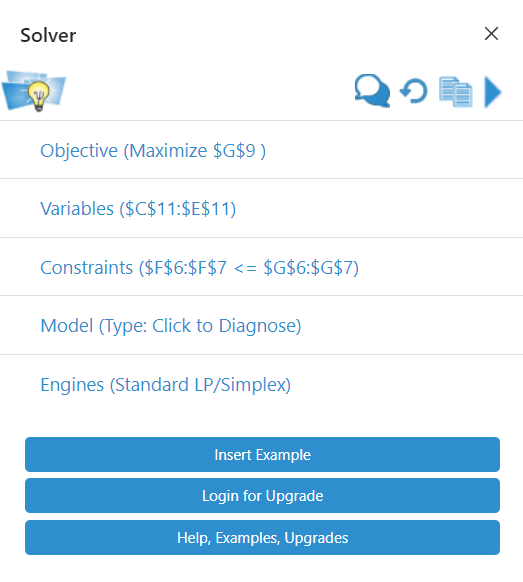 Solver
Objective (Maximize $G$9 )
Variables ($C$11:$E$11)
Constraints ($F$6:$F$7 <= $G$6:$G$7)
Model (Type: Click to Diagnose)
Engines (Standard LP/Simplex)
Insert Example
Login for Upgrade
Help, Examples, Upgrades